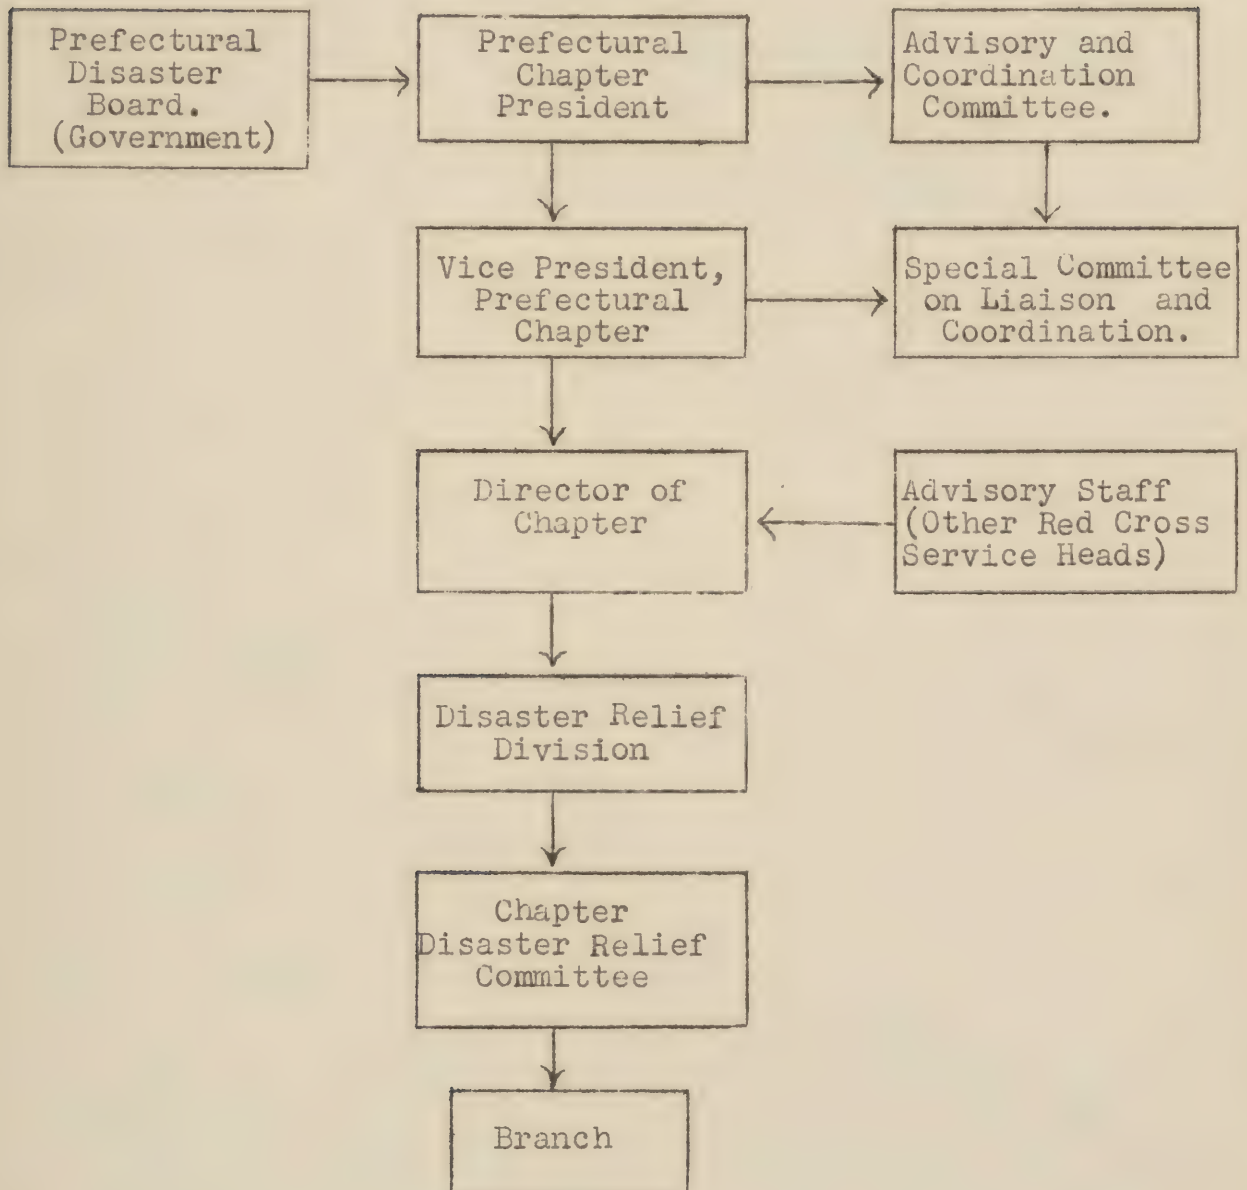 Prefectural
Disaster
Board.
(Government)
Prefectural
Chapter
President
Advisory and
Coordination
Committee.
Vice President,
Prefectural
Chapter
Special Committee
on Liaison and
Coordination.
Director of
Chapter
Advisory Staff
(Other Red Cross
Service Heads)
Disaster Relief
Division
Chapter
Disaster Relief
Committee
Branch